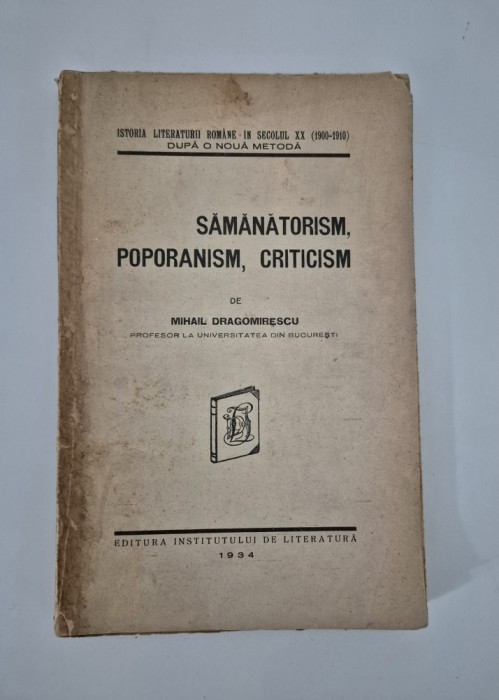 ISTORIA LITERATURII ROMÂNE - IN SECOLUL XX (1900-1910)
DUPĂ O NOUĂ METODĂ
SĂMĂNĂTORISM,
POPORANISM, CRITICISM
DE
MIHAIL DRAGOMIRESCU
PROFESOR LA UNIVERSITATEA DIN BUCUREȘTI
EDITURA INSTITUTULUI DE LITERATURĂ
1934